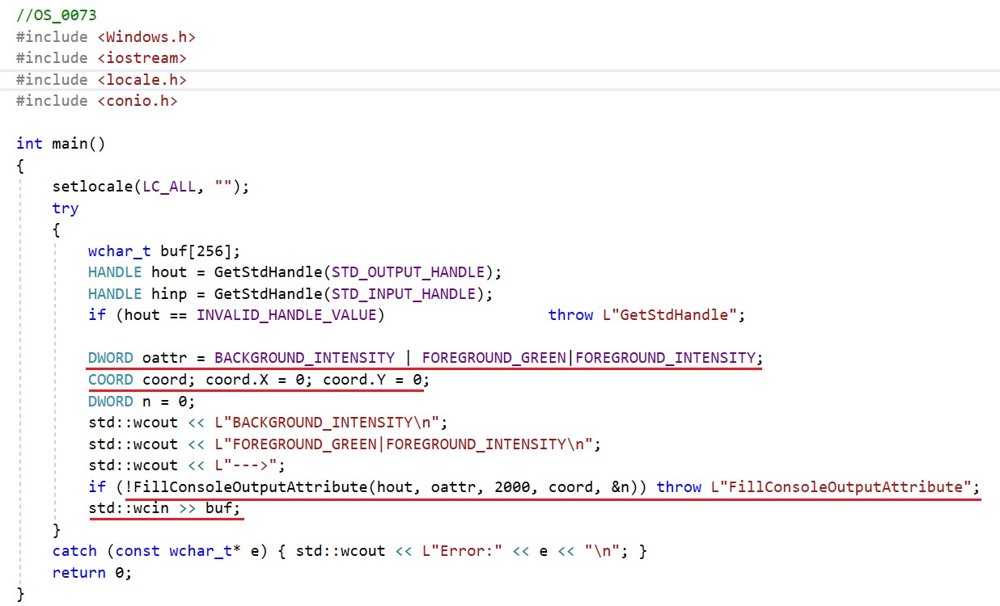 //OS_0073
#include <Windows.h>
#include <iostream>
#include <locale.h>
#include <conio.h>
int main()
{
setlocale(LC_ALL, "");
try
{
wchar_t buf[256];
HANDLE hout = GetStdHandle(STD_OUTPUT_HANDLE);
HANDLE hinp = GetStdHandle(STD_INPUT_HANDLE);
if (hout == INVALID_HANDLE_VALUE) throw L"GetStdHandle";
DWORD oattr = BACKGROUND_INTENSITY | FOREGROUND_GREEN|FOREGROUND_INTENSITY;
COORD coord; coord.X = 0; coord.Y = 0;
DWORD n = 0;
std::wcout << L"BACKGROUND_INTENSITY\n";
std::wcout << L"FOREGROUND_GREEN|FOREGROUND_INTENSITY\n";
std::wcout << L"--->";
if (!FillConsoleOutputAttribute(hout, oattr, 2000, coord, &n)) throw L"FillConsoleOutputAttribute";
std::wcin >> buf;
}
catch (const wchar_t* e) { std::wcout << L"Error:" << e << "\n"; }
return 0;
}